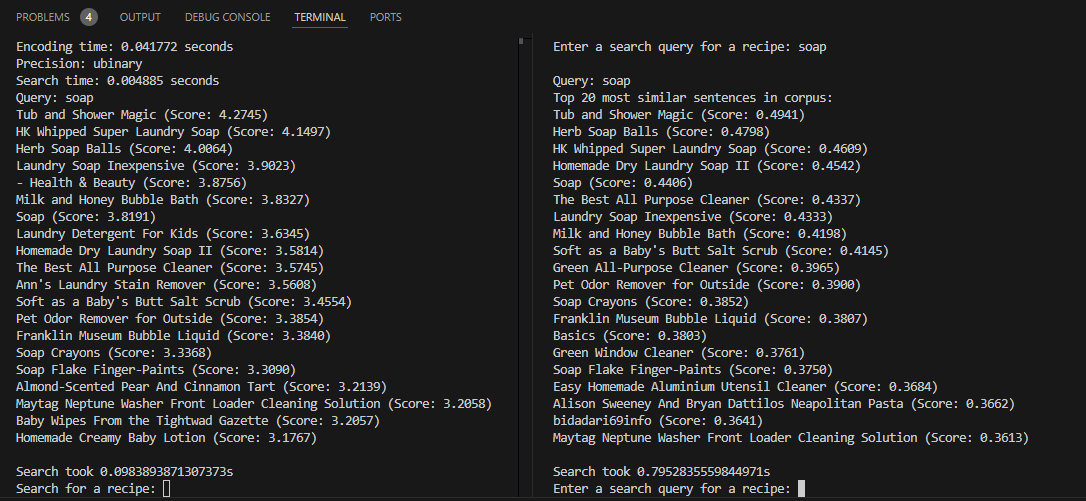 PROBLEMS 4 OUTPUT DEBUG CONSOLE TERMINAL PORTS
Encoding time: 0.041772 seconds
Precision: ubinary
Search time: 0.004885 seconds
Query: soap
Tub and Shower Magic (Score: 4.2745)
HK Whipped Super Laundry Soap (Score: 4.1497)
Herb Soap Balls (Score: 4.0064)
Laundry Soap Inexpensive (Score: 3.9023)
- Health & Beauty (Score: 3.8756)
Milk and Honey Bubble Bath (Score: 3.8327)
Soap (Score: 3.8191)
Laundry Detergent For Kids (Score: 3.6345)
Homemade Dry Laundry Soap II (Score: 3.5814)
The Best All Purpose Cleaner (Score: 3.5745)
Ann's Laundry Stain Remover (Score: 3.5608)
Soft as a Baby's Butt Salt Scrub (Score: 3.4554)
Pet Odor Remover for Outside (Score: 3.3854)
Franklin Museum Bubble Liquid (Score: 3.3840)
Soap Crayons (Score: 3.3368)
Soap Flake Finger-Paints (Score: 3.3090)
Almond-Scented Pear And Cinnamon Tart (Score: 3.2139)
Maytag Neptune Washer Front Loader Cleaning Solution (Score: 3.2058)
Baby Wipes From the Tightwad Gazette (Score: 3.2057)
Homemade Creamy Baby Lotion (Score: 3.1767)
Search took 0.0983893871307373s
Search for a recipe:
Enter a search query for a recipe: soap
Query: soap
Top 20 most similar sentences in corpus:
Tub and Shower Magic (Score: 0.4941)
Herb Soap Balls (Score: 0.4798)
HK Whipped Super Laundry Soap (Score: 0.4609)
Homemade Dry Laundry Soap II (Score: 0.4542)
Soap (Score: 0.4406)
The Best All Purpose Cleaner (Score: 0.4337)
Laundry Soap Inexpensive (Score: 0.4333)
Milk and Honey Bubble Bath (Score: 0.4198)
Soft as a Baby's Butt Salt Scrub (Score: 0.4145)
Green All-Purpose Cleaner (Score: 0.3965)
Pet Odor Remover for Outside (Score: 0.3900)
Soap Crayons (Score: 0.3852)
Franklin Museum Bubble Liquid (Score: 0.3807)
Basics (Score: 0.3803)
Green Window Cleaner (Score: 0.3761)
Soap Flake Finger-Paints (Score: 0.3750)
Easy Homemade Aluminium Utensil Cleaner (Score: 0.3684)
Alison Sweeney And Bryan Dattilos Neapolitan Pasta (Score: 0.3662)
bidadari69info (Score: 0.3641)
Maytag Neptune Washer Front Loader Cleaning Solution (Score: 0.3613)
Search took 0.7952835559844971s
Enter a search query for a recipe: